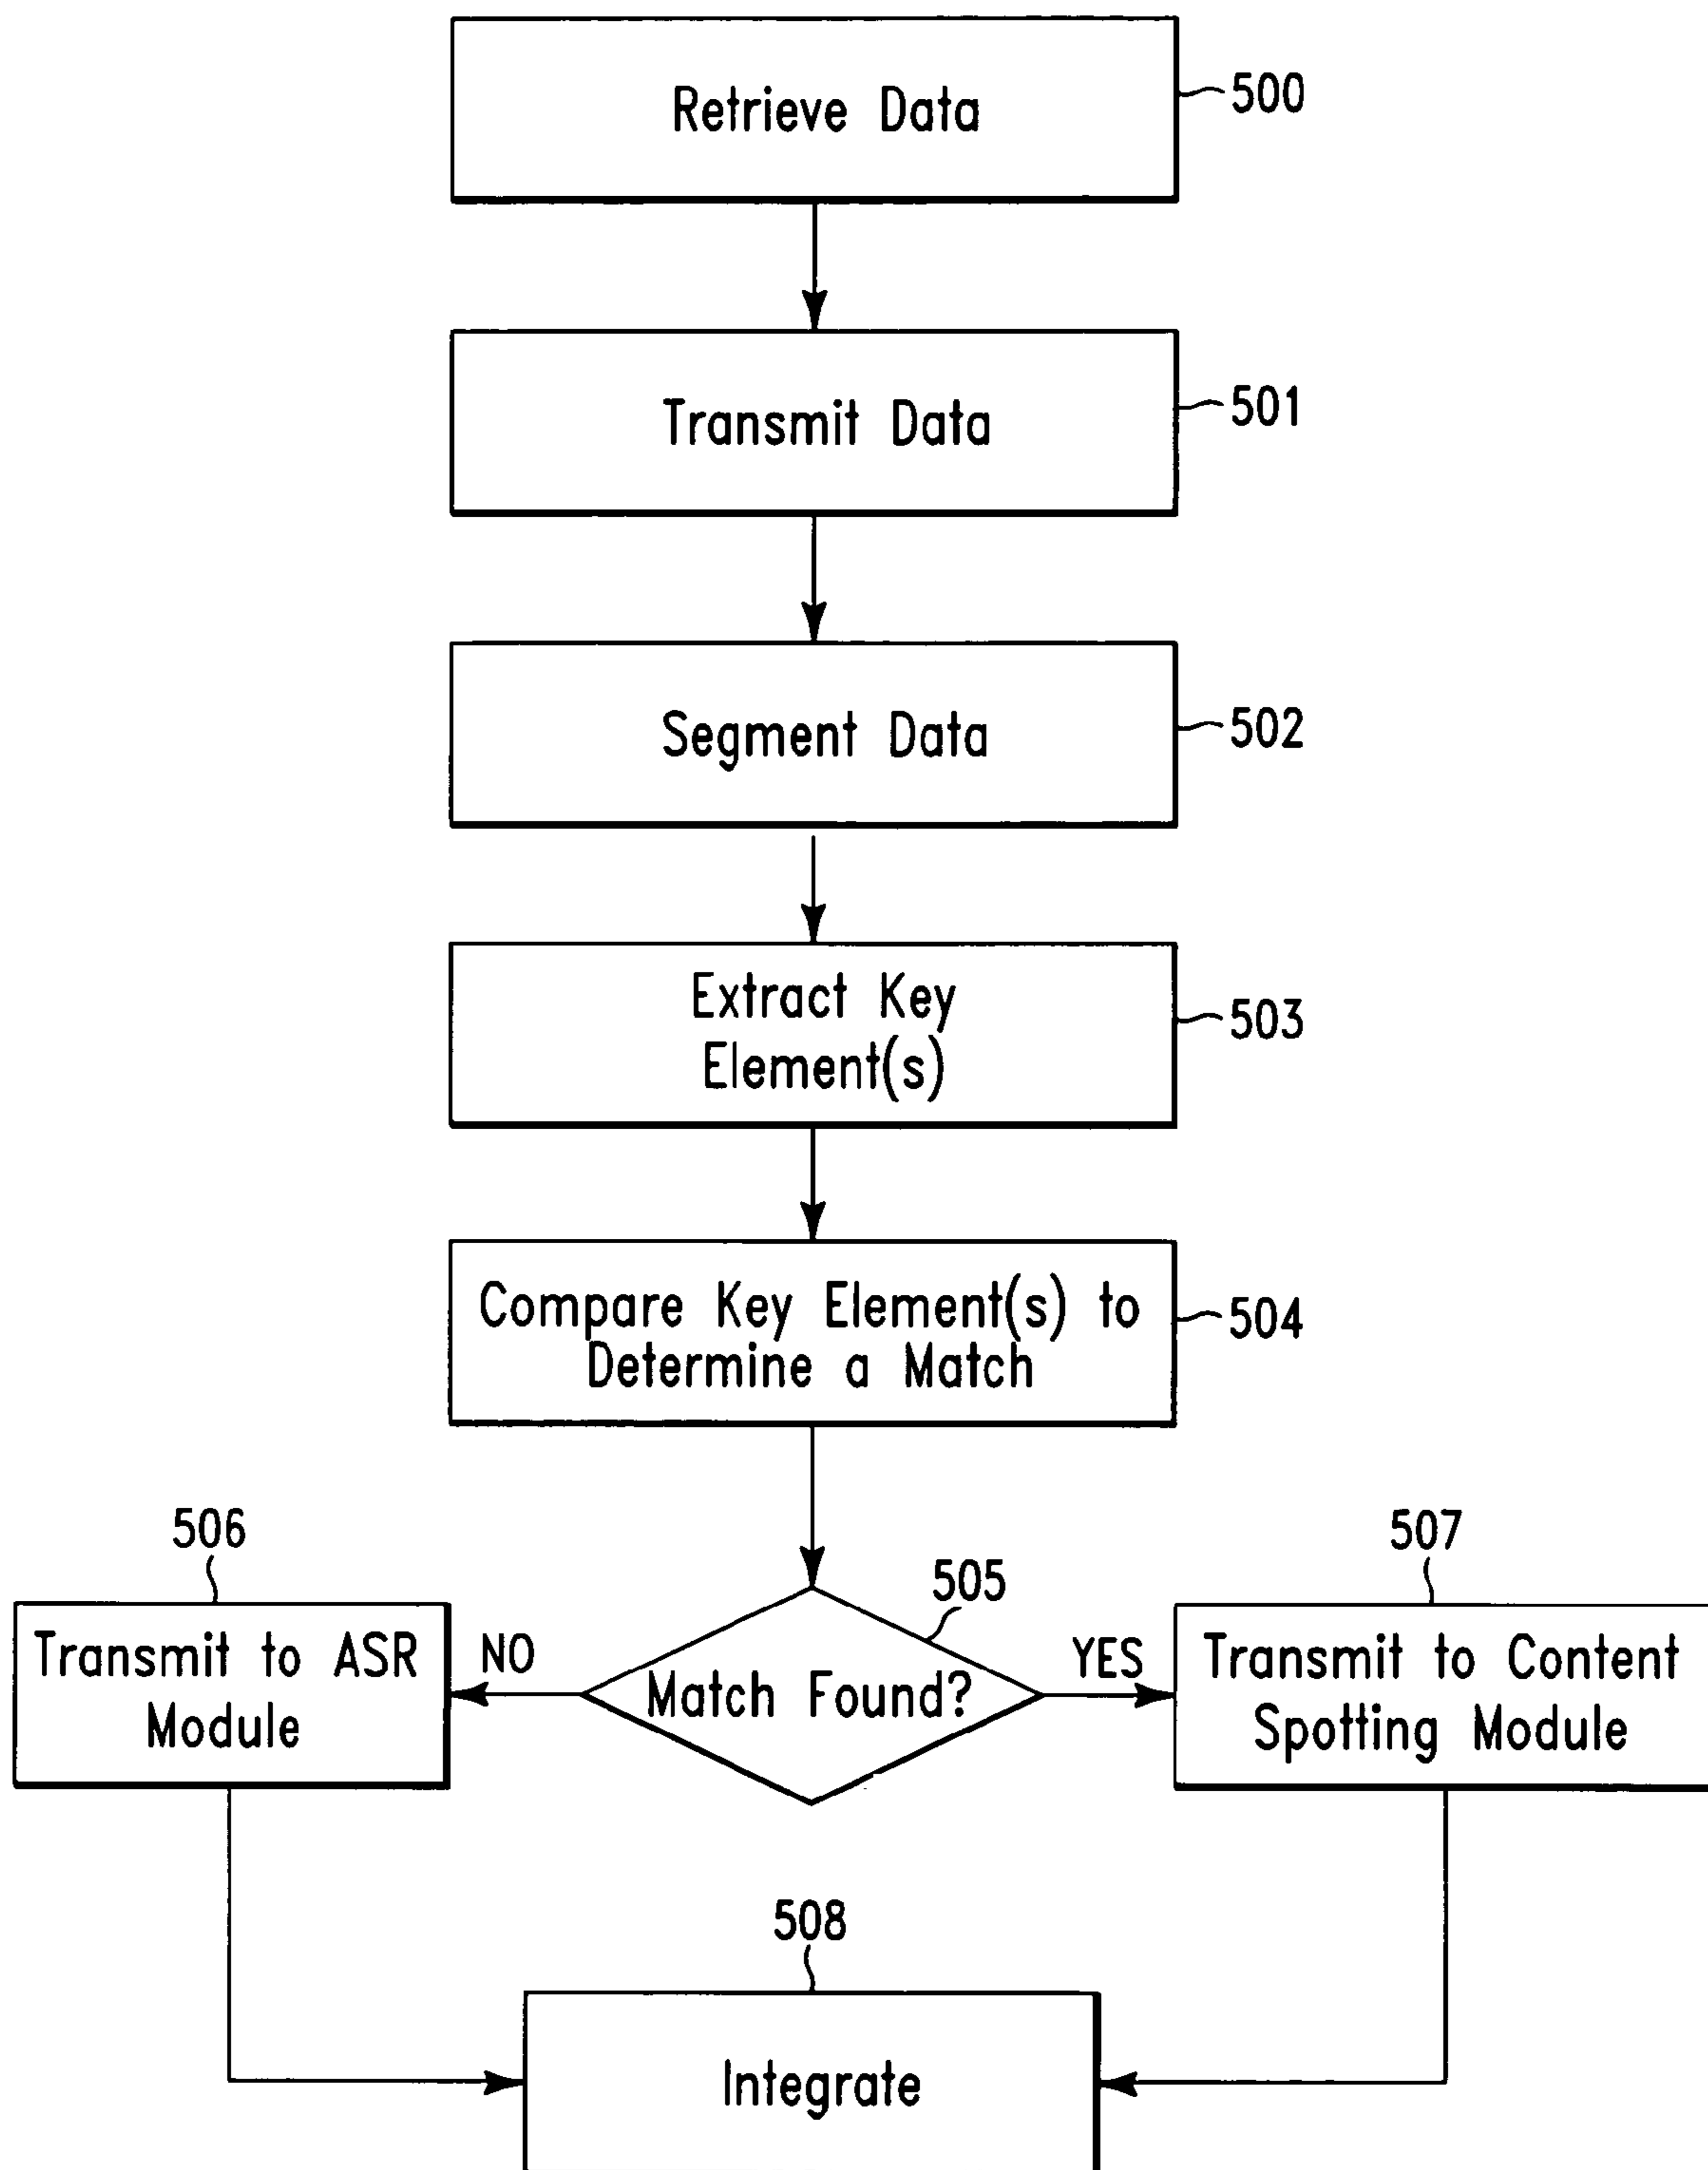 Retrieve Data
500
Transmit Data
501
Segment Data
502
Extract Key
Element(s)
503
Compare Key Element(s) to
Determine a Match
504
506
Transmit to ASR
Module
NO
505
Match Found?
YES
507
Transmit to Content
Spotting Module
508
Integrate